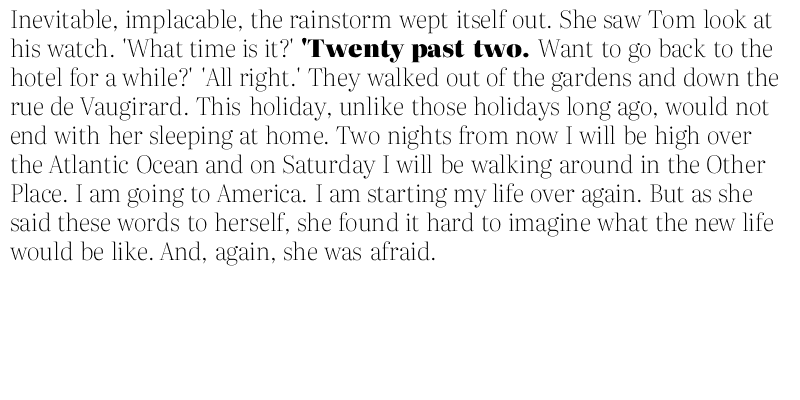 Inevitable, implacable, the rainstorm wept itself out. She saw Tom look at
his watch. 'What time is it?' 'Twenty past two. Want to go back to the
hotel for a while?' 'All right.' They walked out of the gardens and down the
rue de Vaugirard. This holiday, unlike those holidays long ago, would not
end with her sleeping at home. Two nights from now I will be high over
the Atlantic Ocean and on Saturday I will be walking around in the Other
Place. I am going to America. I am starting my life over again. But as she
said these words to herself, she found it hard to imagine what the new life
would be like. And, again, she was afraid.